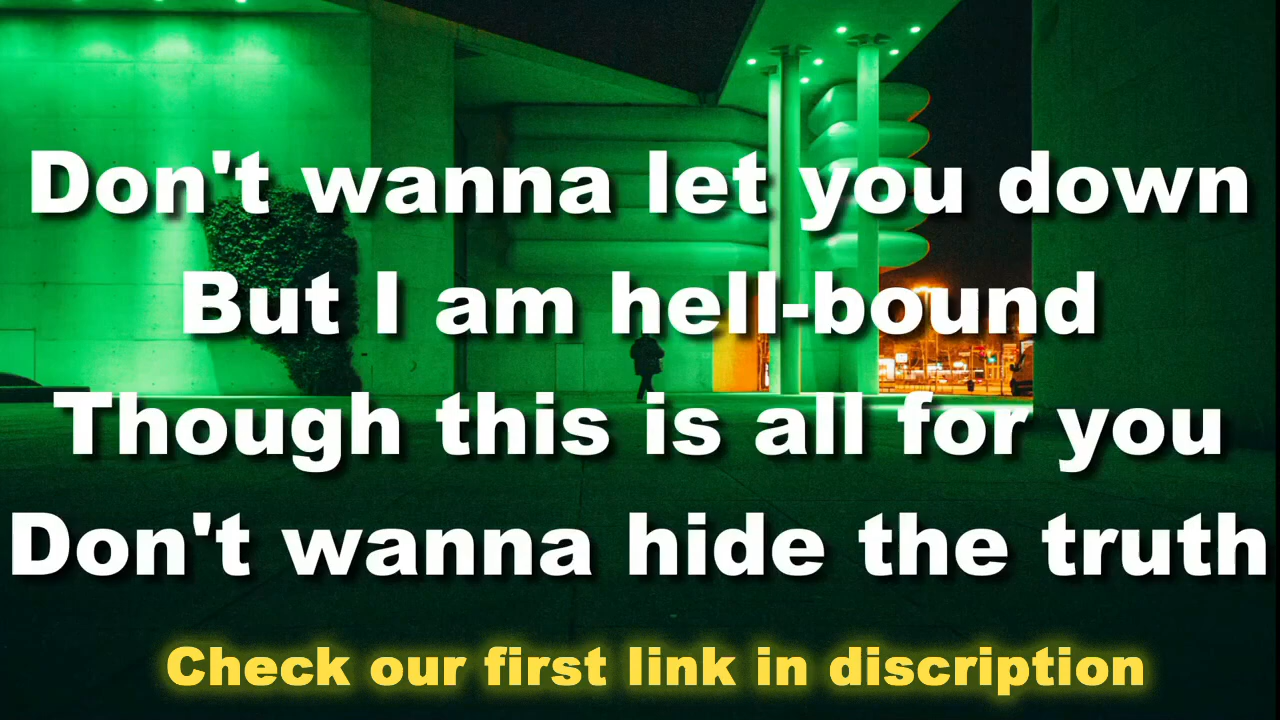 Don't wanna let you down
But I am hell-bound
Though this is all for you
Don't wanna hide the truth
Check our first link in discription